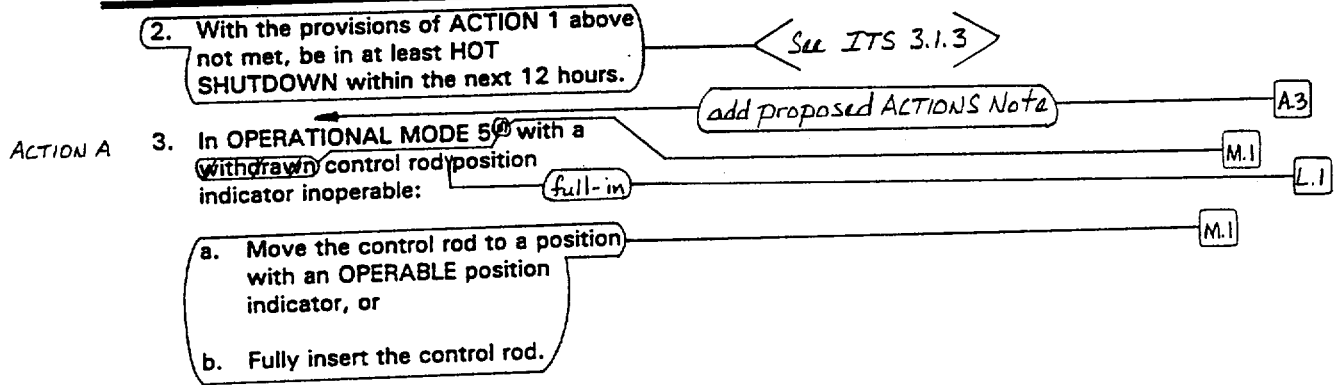 2. With the provisions of ACTION 1 above
not met, be in at least HOT
SHUTDOWN within the next 12 hours.
See ITS 3.1.3
add proposed ACTIONS Note
A.3
ACTION A
3. In OPERATIONAL MODE 5(a) with a
withdrawn control rod position
indicator inoperable:
M.1
full-in
L.1
a. Move the control rod to a position
with an OPERABLE position
indicator, or
M.1
b. Fully insert the control rod.